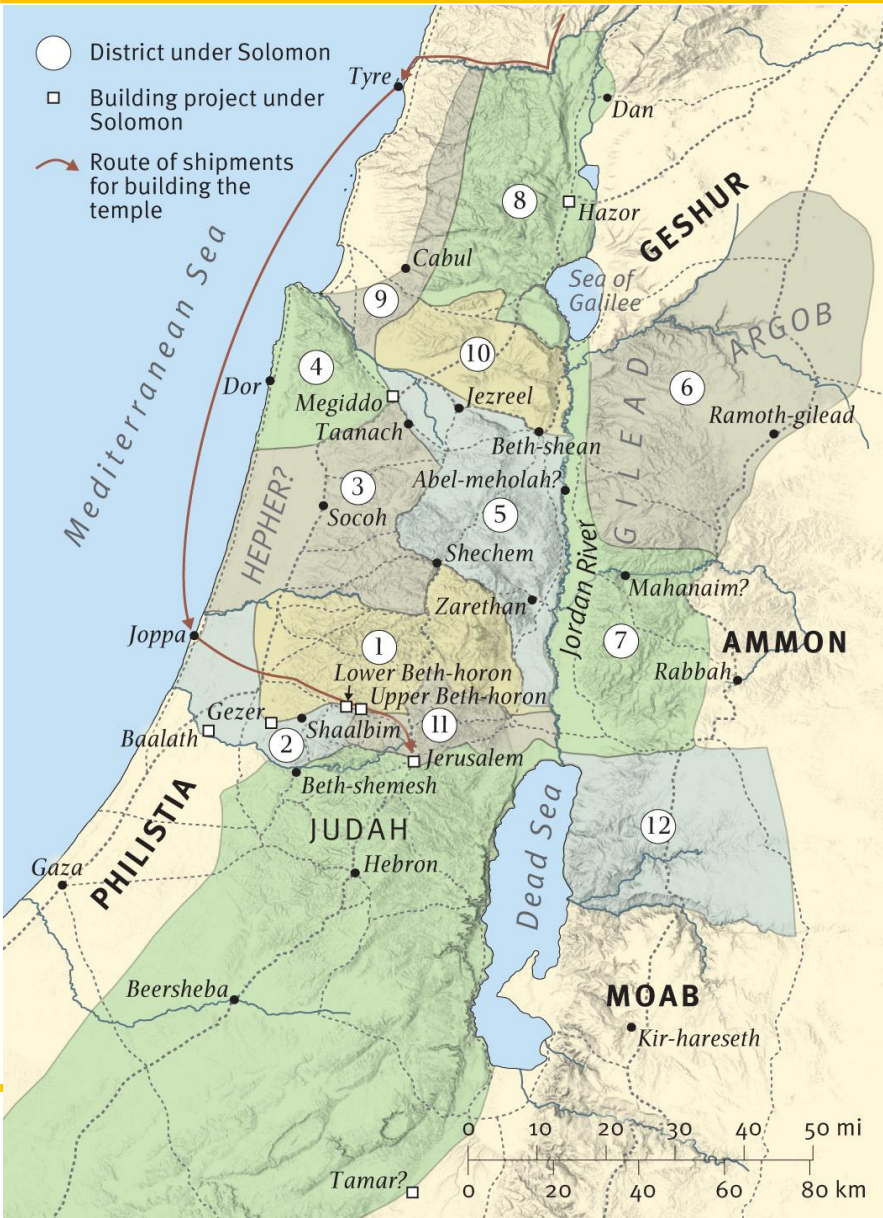 District under Solomon
Building project under
Solomon
Route of shipments
for building the
temple
Tyre
Dan
8
Hazor
GESHUR
Mediterranean Sea
Cabul
Sea of
Galilee
9
ARGOB
10
4
6
Dor
Megiddo
Jezreel
GILEAD
Ramoth-gilead
Taanach
Beth-shean
Abel-meholah?
3
HEPHER?
Socoh
5
Shechem
Jordan River
Mahanaim?
Zarethan
Joppa
1
7
AMMON
Lower Beth-horon
Rabbah
Upper Beth-horon
Gezer
Shaalbim
11
Baalath
2
Jerusalem
Beth-shemesh
PHILISTIA
JUDAH
Dead Sea
12
Hebron
Gaza
Beersheba
MOAB
Kir-hareseth
0 10 20 30 40 50 mi
0 20 40 60 80 km
Tamar?